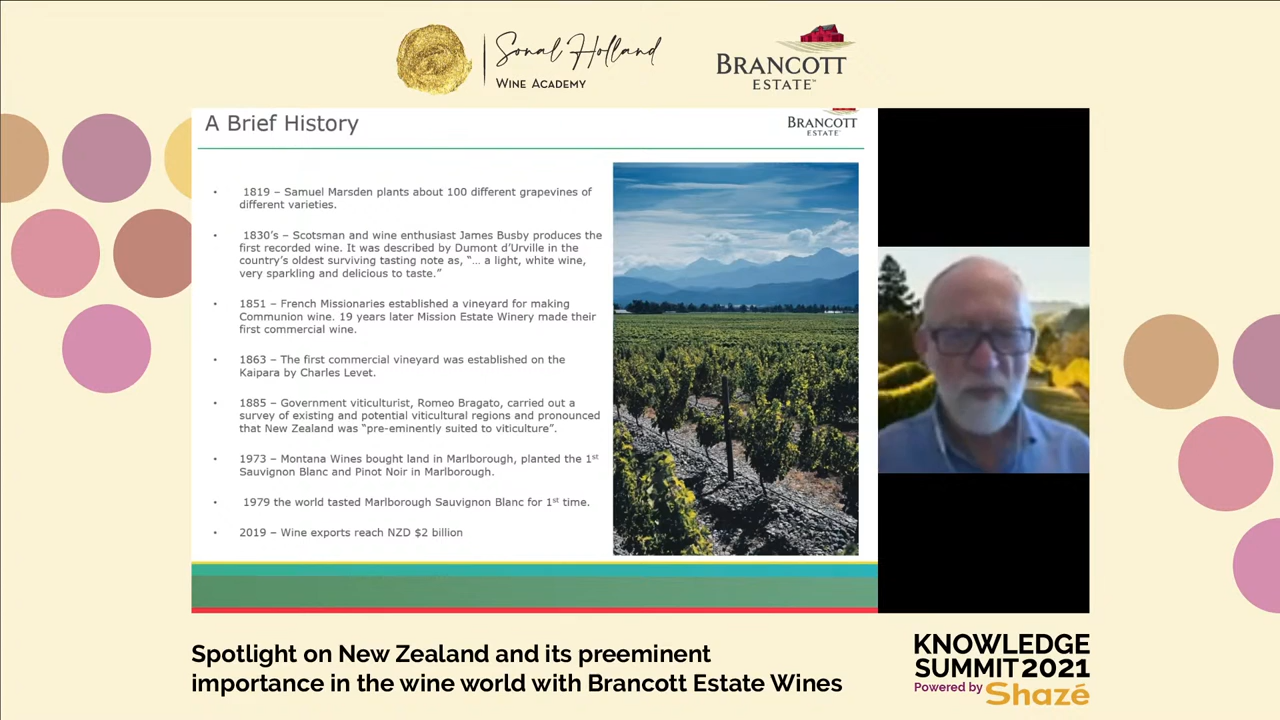 Sonal Holland
WINE ACADEMY
BRANCOTT
ESTATE™
A Brief History
BRANCOTT
ESTATE
• 1819 – Samuel Marsden plants about 100 different grapevines of
different varieties.
• 1830's – Scotsman and wine enthusiast James Busby produces the
first recorded wine. It was described by Dumont d'Urville in the
country's oldest surviving tasting note as, "… a light, white wine,
very sparkling and delicious to taste."
• 1851 – French Missionaries established a vineyard for making
Communion wine. 19 years later Mission Estate Winery made their
first commercial wine.
• 1863 – The first commercial vineyard was established on the
Kaipara by Charles Levet.
• 1885 – Government viticulturist, Romeo Bragato, carried out a
survey of existing and potential viticultural regions and pronounced
that New Zealand was "pre-eminently suited to viticulture".
• 1973 – Montana Wines bought land in Marlborough, planted the 1st
Sauvignon Blanc and Pinot Noir in Marlborough.
• 1979 the world tasted Marlborough Sauvignon Blanc for 1st time.
• 2019 – Wine exports reach NZD $2 billion
Spotlight on New Zealand and its preeminent
importance in the wine world with Brancott Estate Wines
KNOWLEDGE
SUMMIT 2021
Powered by Shazé